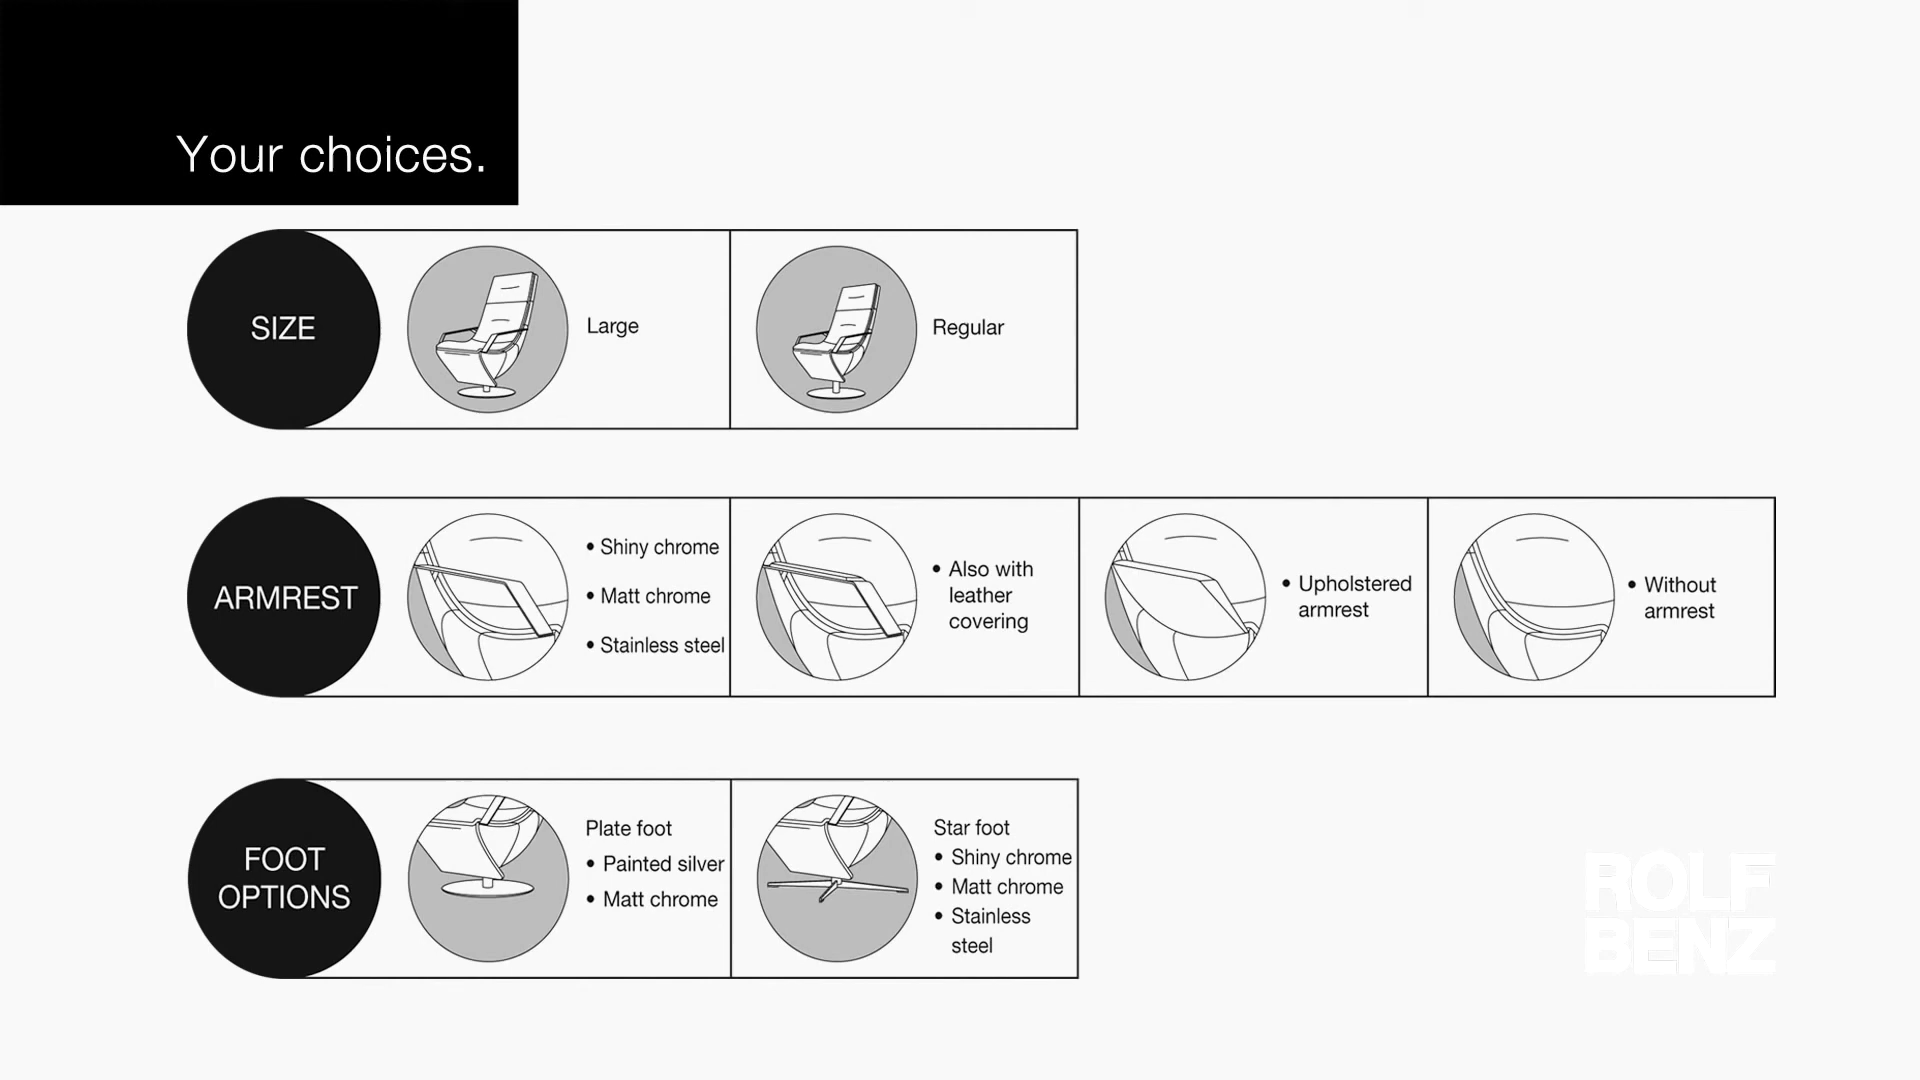 Your choices.
SIZE
Large
Regular
ARMREST
• Shiny chrome
• Matt chrome
• Stainless steel
• Also with
leather
covering
• Upholstered
armrest
• Without
armrest
FOOT
OPTIONS
Plate foot
• Painted silver
• Matt chrome
Star foot
• Shiny chrome
• Matt chrome
• Stainless
steel
ROLF
BENZ